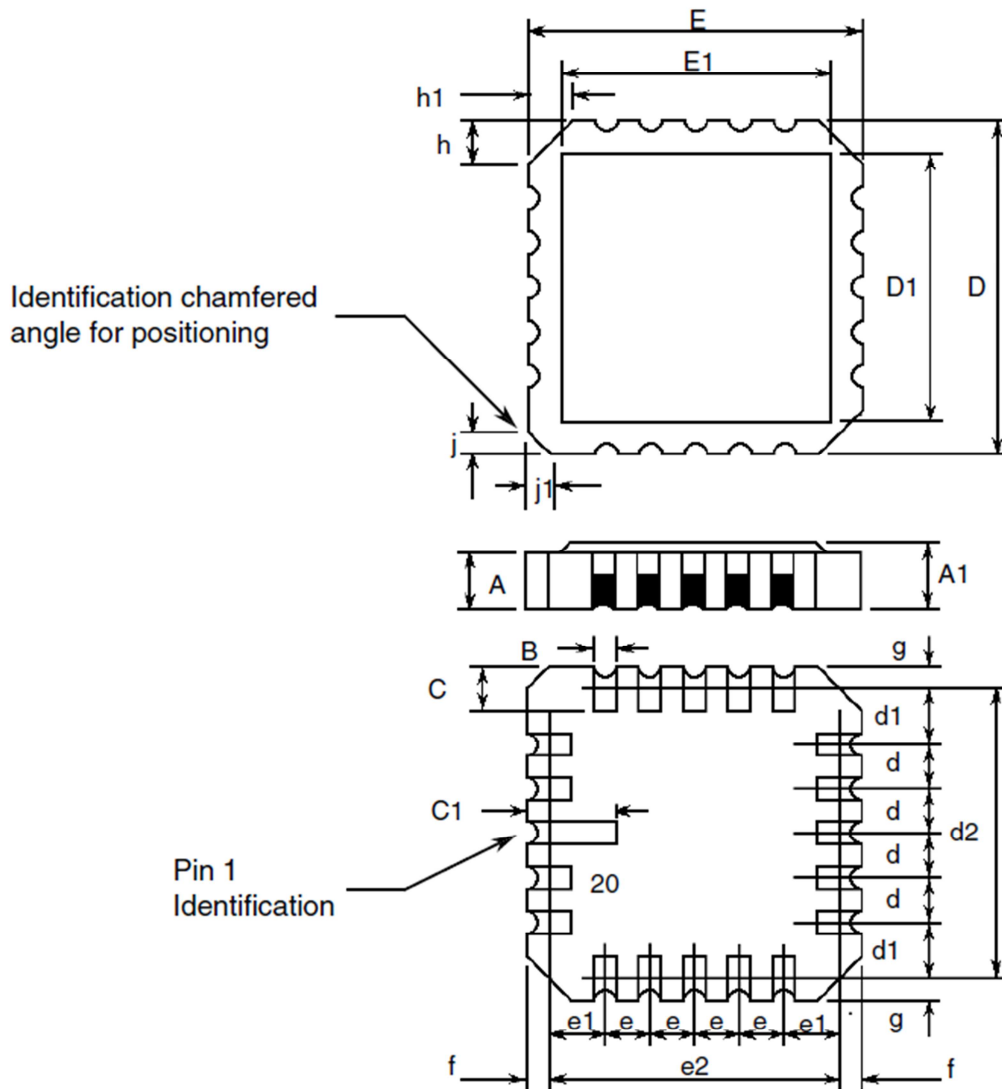 E
E1
h1
h
Identification chamfered
angle for positioning
D1
D
j
j1
A
A1
B
g
C
d1
d
C1
d
d2
Pin 1
Identification
20
d
d
d1
e1
e
e
e
e
e1
g
f
e2
f